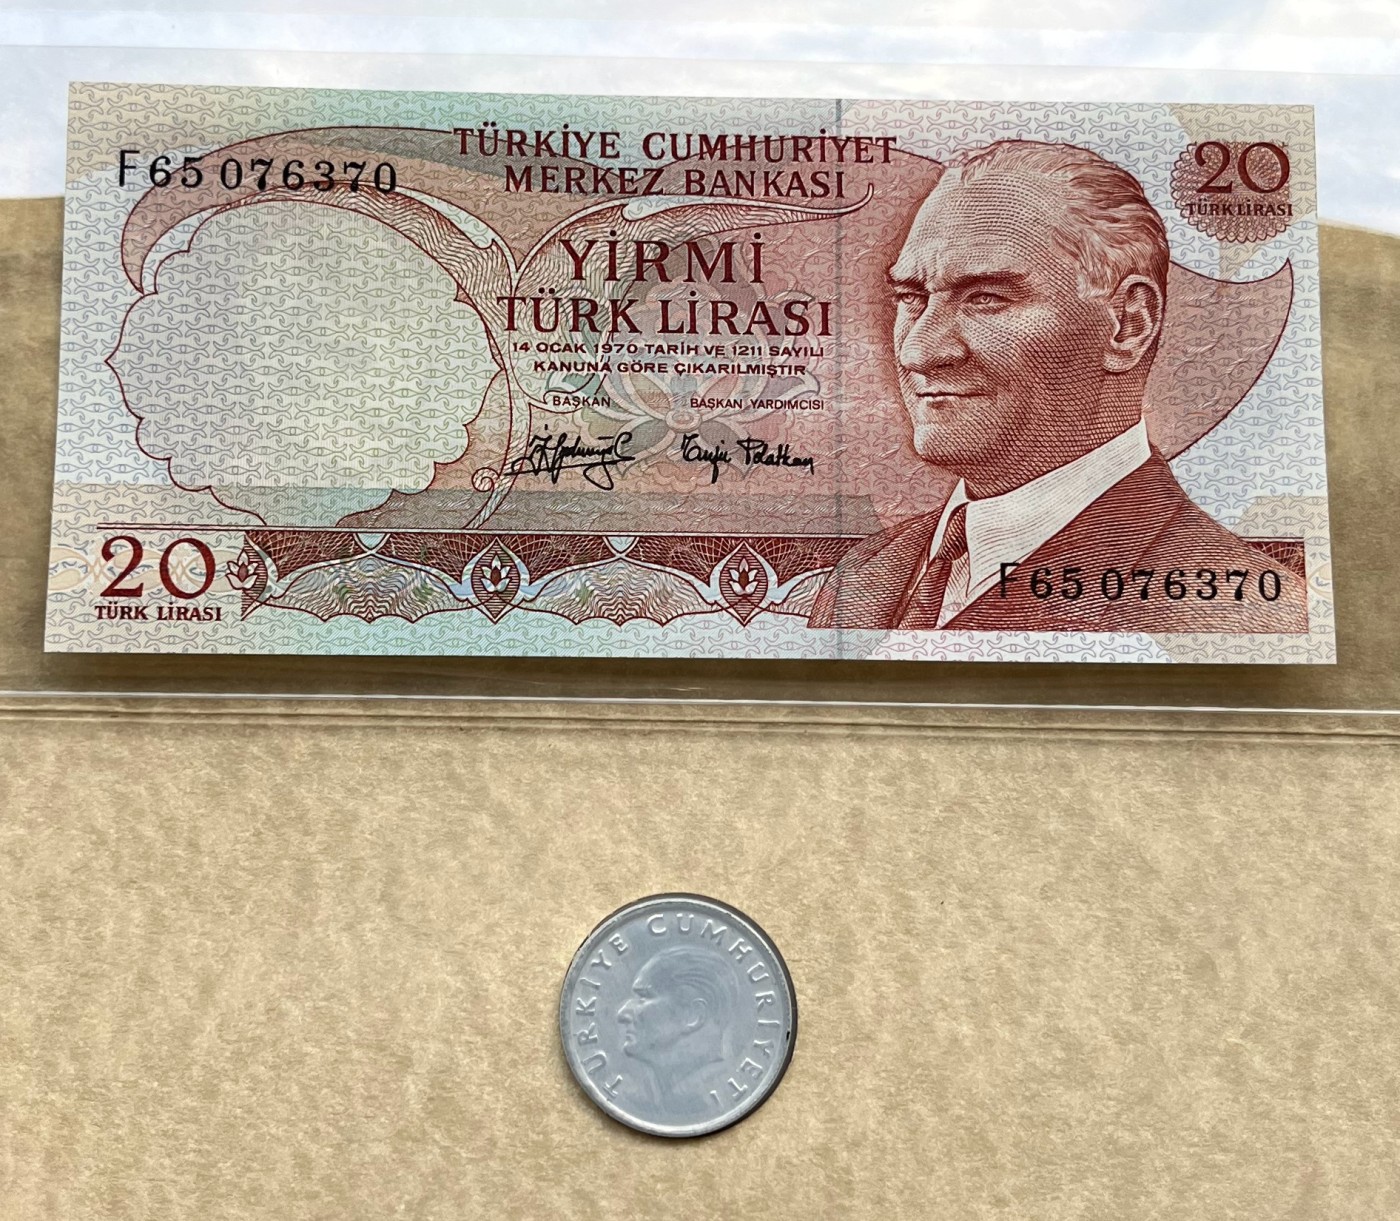 F65 076370
TÜRKİYE CUMHURİYET
MERKEZ BANKASI
20
TÜRK LİRASI
YİRMİ
TÜRK LİRASI
14 OCAK 1970 TARİH VE 1211 SAYILI
KANUNA GÖRE ÇIKARILMIŞTIR
BAŞKAN
BAŞKAN YARDIMCISI
20
TÜRK LİRASI
F65 076370
TÜRKİYE CUMHURİYETİ